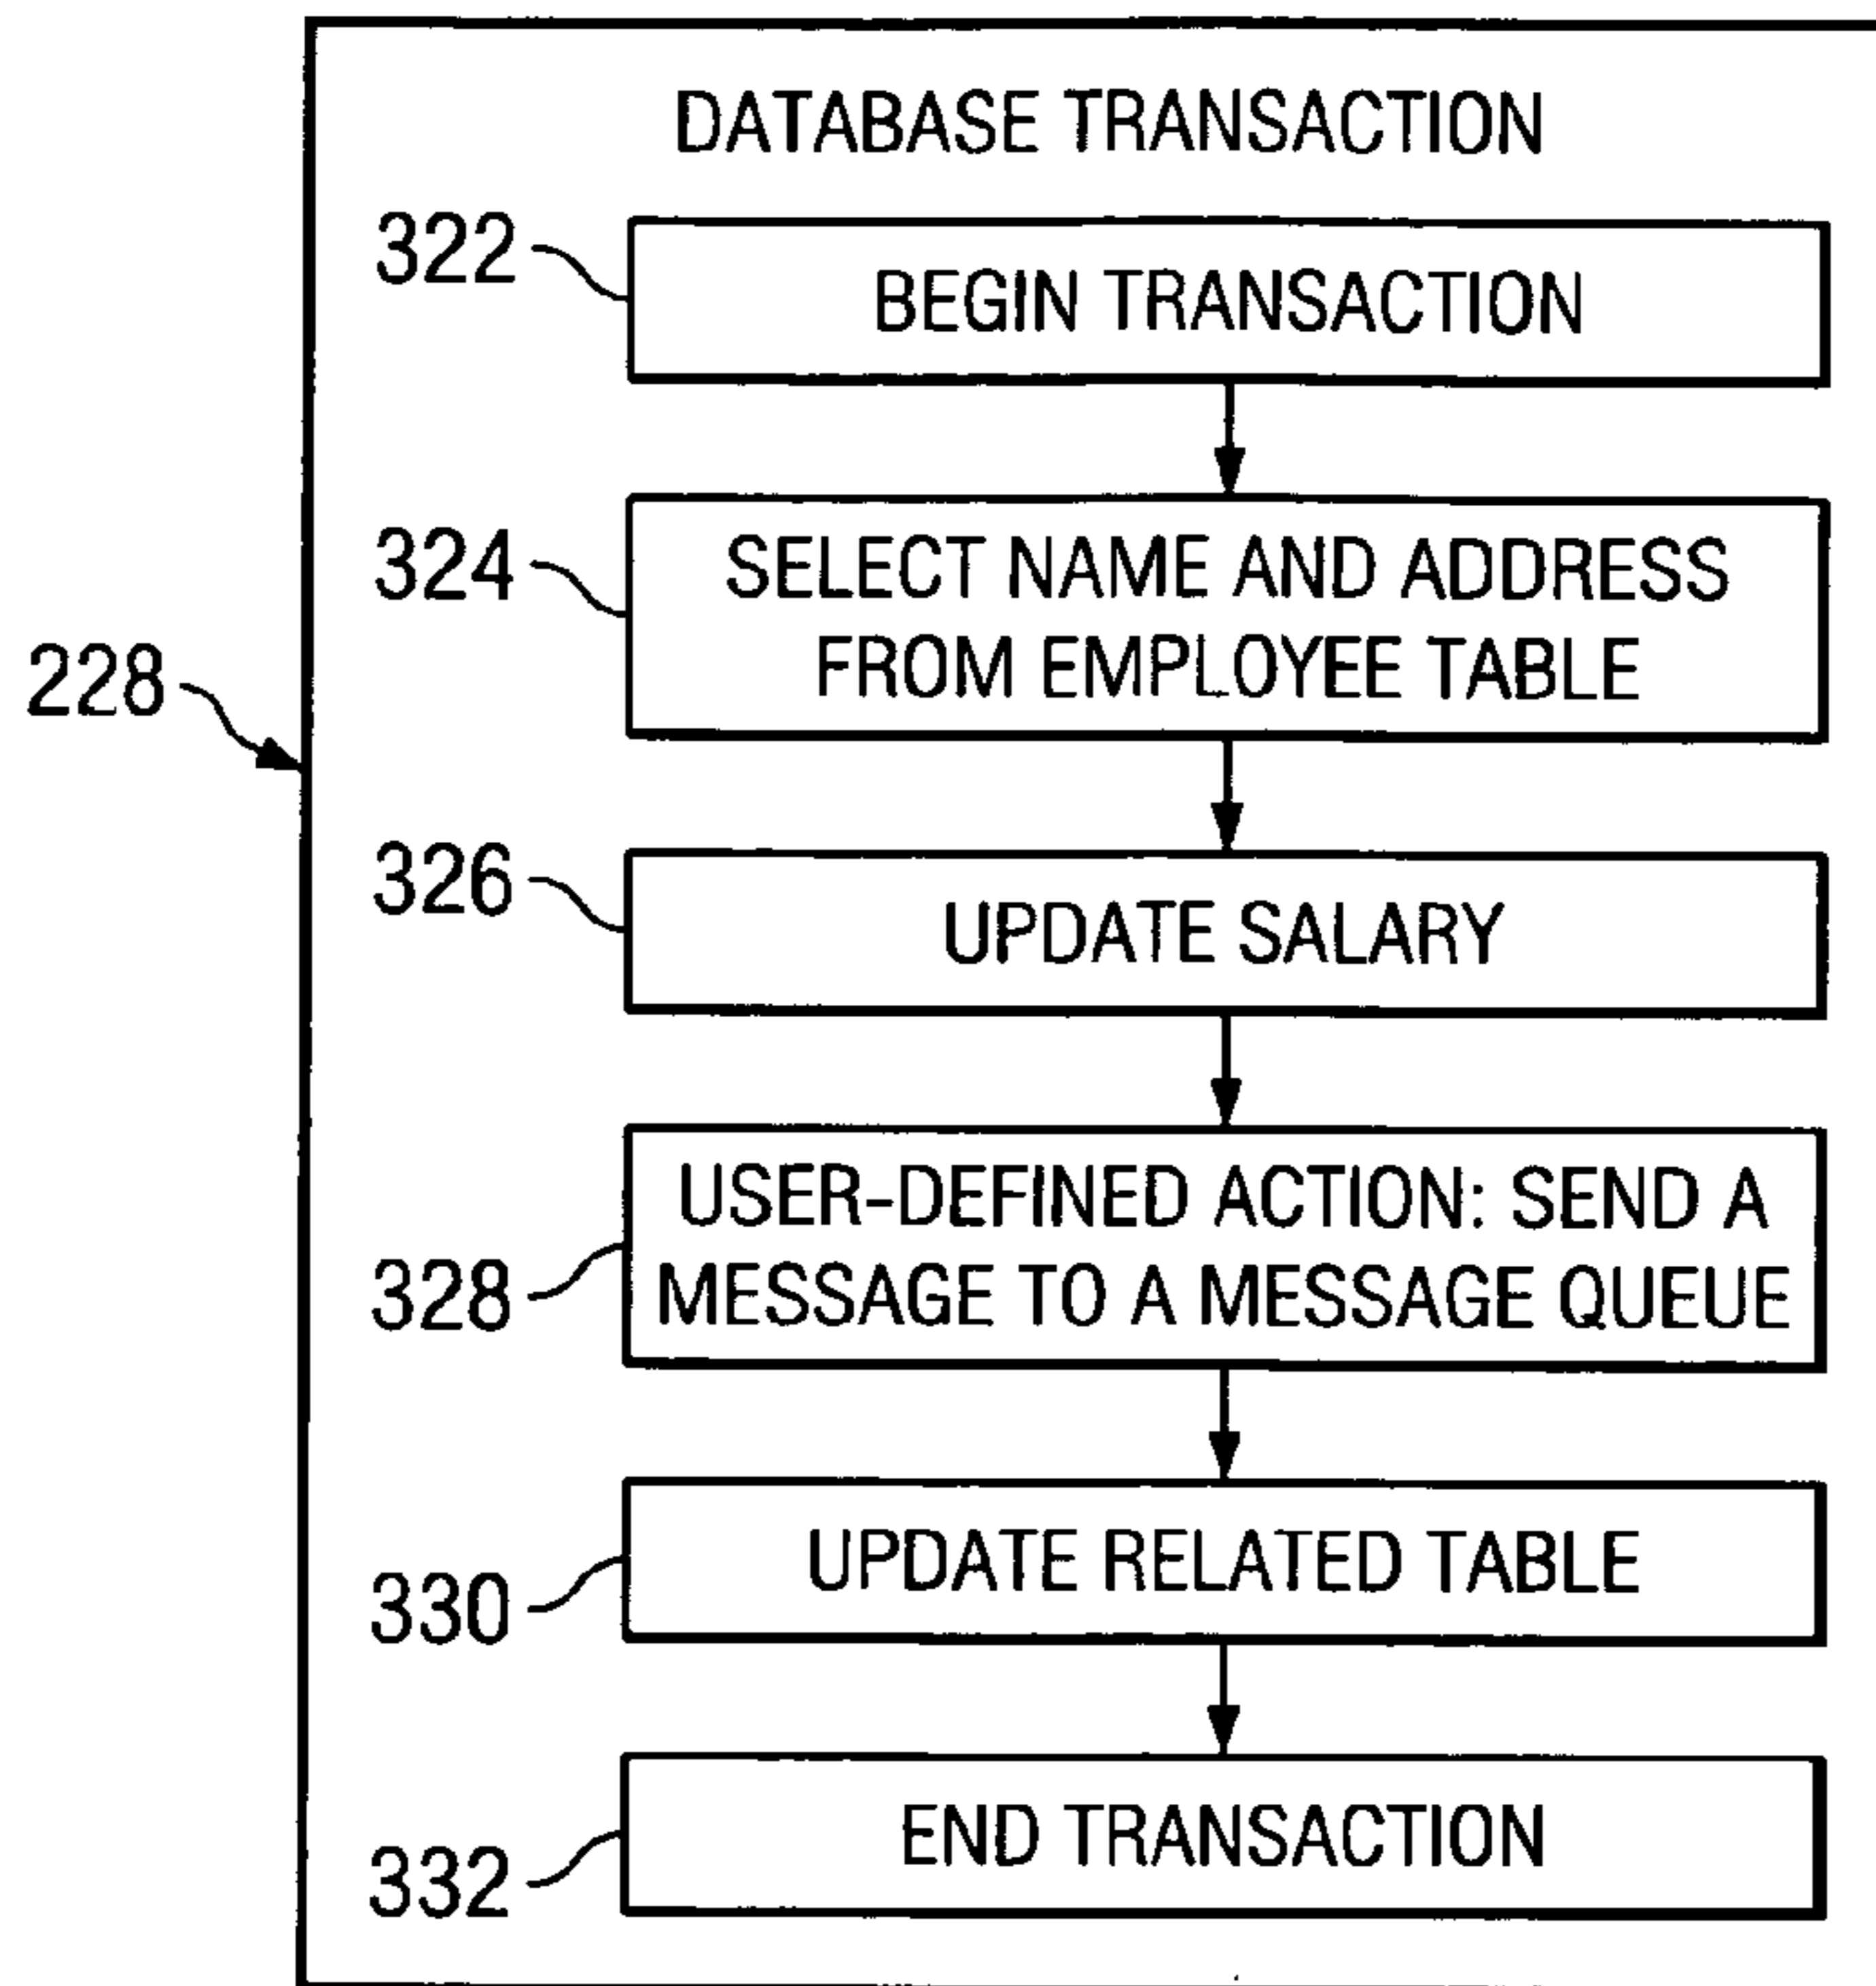 DATABASE TRANSACTION
322
BEGIN TRANSACTION
324
SELECT NAME AND ADDRESS
FROM EMPLOYEE TABLE
228
326
UPDATE SALARY
328
USER-DEFINED ACTION: SEND A
MESSAGE TO A MESSAGE QUEUE
330
UPDATE RELATED TABLE
332
END TRANSACTION